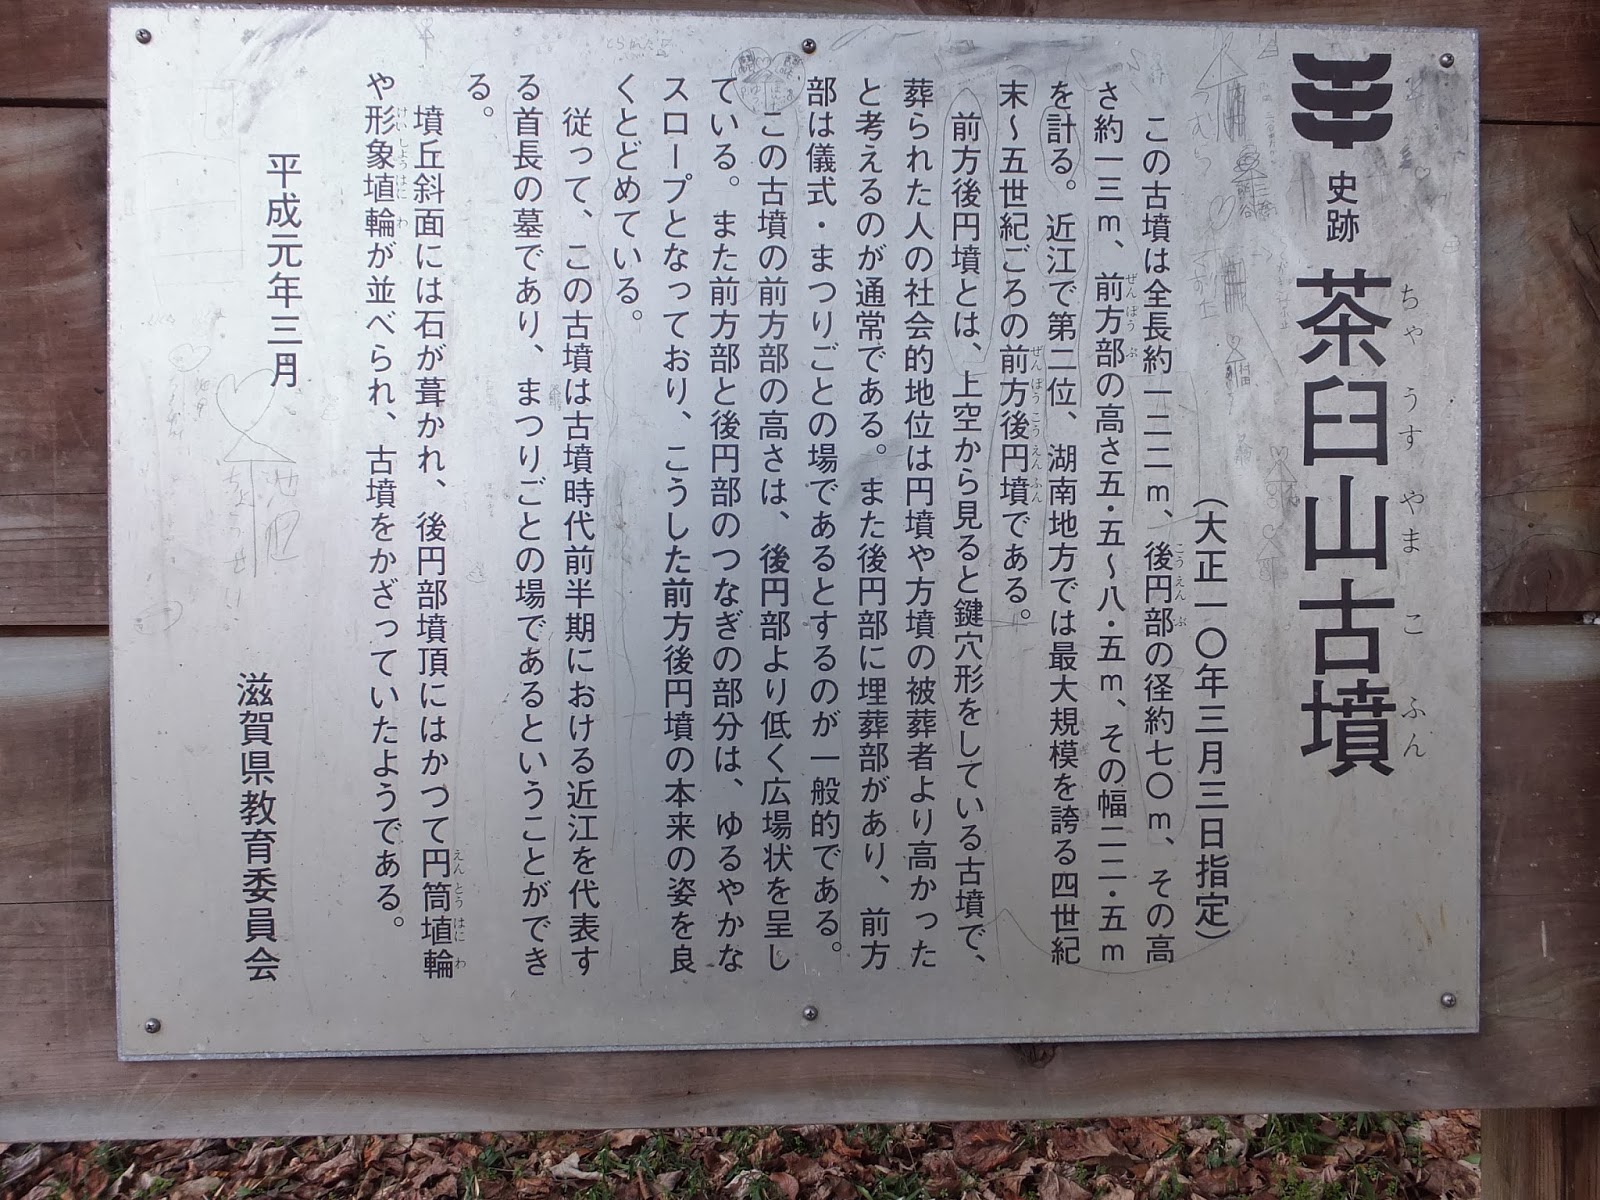 史跡 茶臼山古墳
ちゃ うす やま こ ふん
（大正一〇年三月三日指定）
この古墳は全長約一二二ｍ、後円部の径約七〇ｍ、その高
さ約一三ｍ、前方部の高さ五・五～八・五ｍ、その幅二二・五ｍ
を計る。近江で第二位、湖南地方では最大規模を誇る四世紀
末～五世紀ごろの前方後円墳である。
前方後円墳とは、上空から見ると鍵穴形をしている古墳で、
葬られた人の社会的地位は円墳や方墳の被葬者より高かった
と考えるのが通常である。また後円部に埋葬部があり、前方
部は儀式・まつりごとの場であるとするのが一般的である。
この古墳の前方部の高さは、後円部より低く広場状を呈し
ている。また前方部と後円部のつなぎの部分は、ゆるやかな
スロープとなっており、こうした前方後円墳の本来の姿を良
くとどめている。
従って、この古墳は古墳時代前半期における近江を代表す
る首長の墓であり、まつりごとの場であるということができ
る。
墳丘斜面には石が葺かれ、後円部墳頂にはかつて円筒埴輪
や形象埴輪が並べられ、古墳をかざっていたようである。
平成元年三月
滋賀県教育委員会